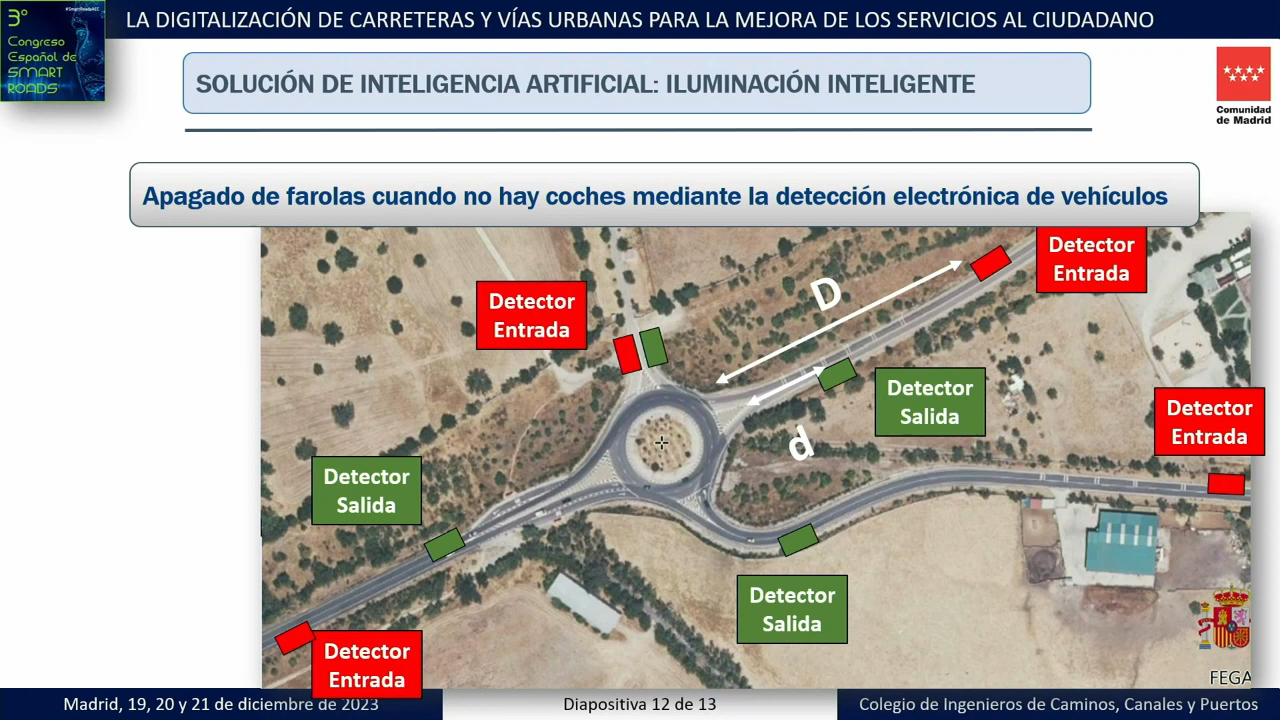 #SmartRoadsAEC
3º
Congreso
Español de
SMART
ROADS
LA DIGITALIZACIÓN DE CARRETERAS Y VÍAS URBANAS PARA LA MEJORA DE LOS SERVICIOS AL CIUDADANO
SOLUCIÓN DE INTELIGENCIA ARTIFICIAL: ILUMINACIÓN INTELIGENTE
Comunidad
de Madrid
Apagado de farolas cuando no hay coches mediante la detección electrónica de vehículos
Detector
Entrada
Detector
Entrada
D
Detector
Salida
Detector
Entrada
d
Detector
Salida
Detector
Salida
Detector
Entrada
FEGA
Madrid, 19, 20 y 21 de diciembre de 2023
Diapositiva 12 de 13
Colegio de Ingenieros de Caminos, Canales y Puertos